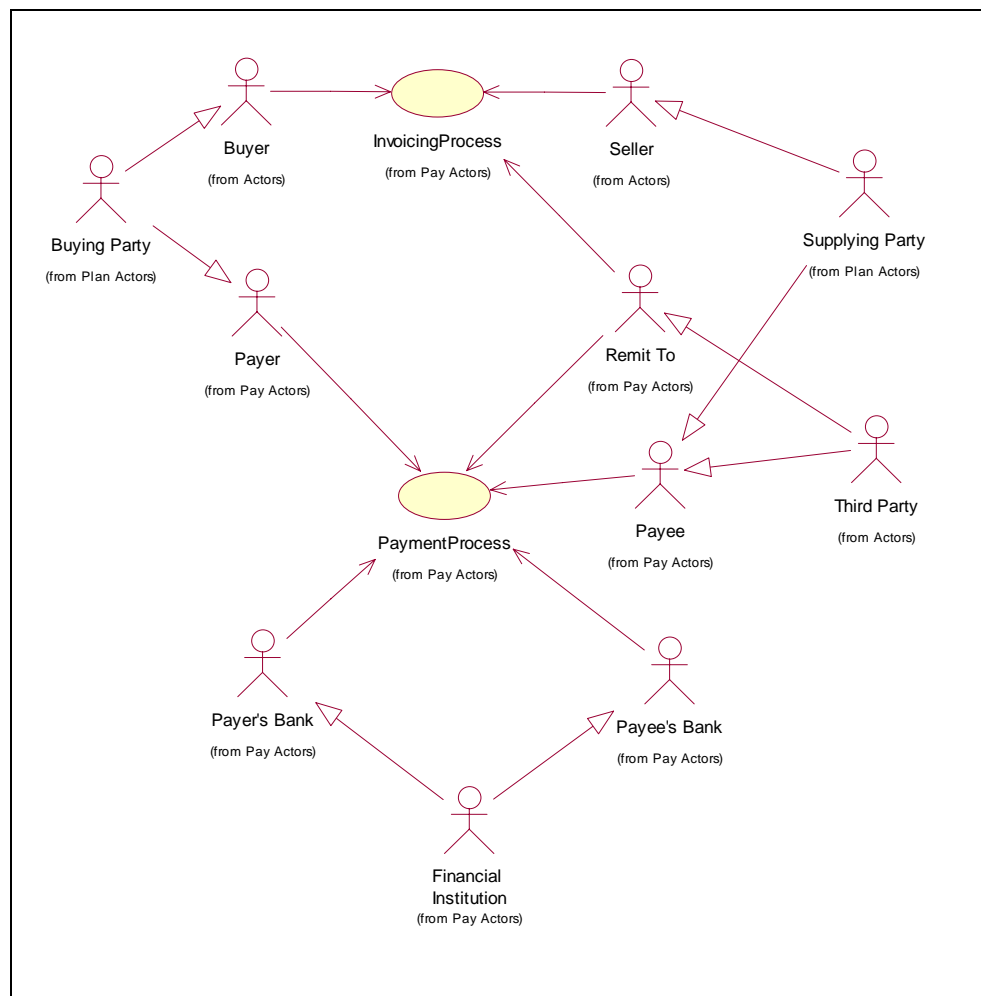 Buyer
(from Actors)
InvoicingProcess
(from Pay Actors)
Seller
(from Actors)
Buying Party
(from Plan Actors)
Supplying Party
(from Plan Actors)
Payer
(from Pay Actors)
Remit To
(from Pay Actors)
PaymentProcess
(from Pay Actors)
Payee
(from Pay Actors)
Third Party
(from Actors)
Payer's Bank
(from Pay Actors)
Payee's Bank
(from Pay Actors)
Financial
Institution
(from Pay Actors)